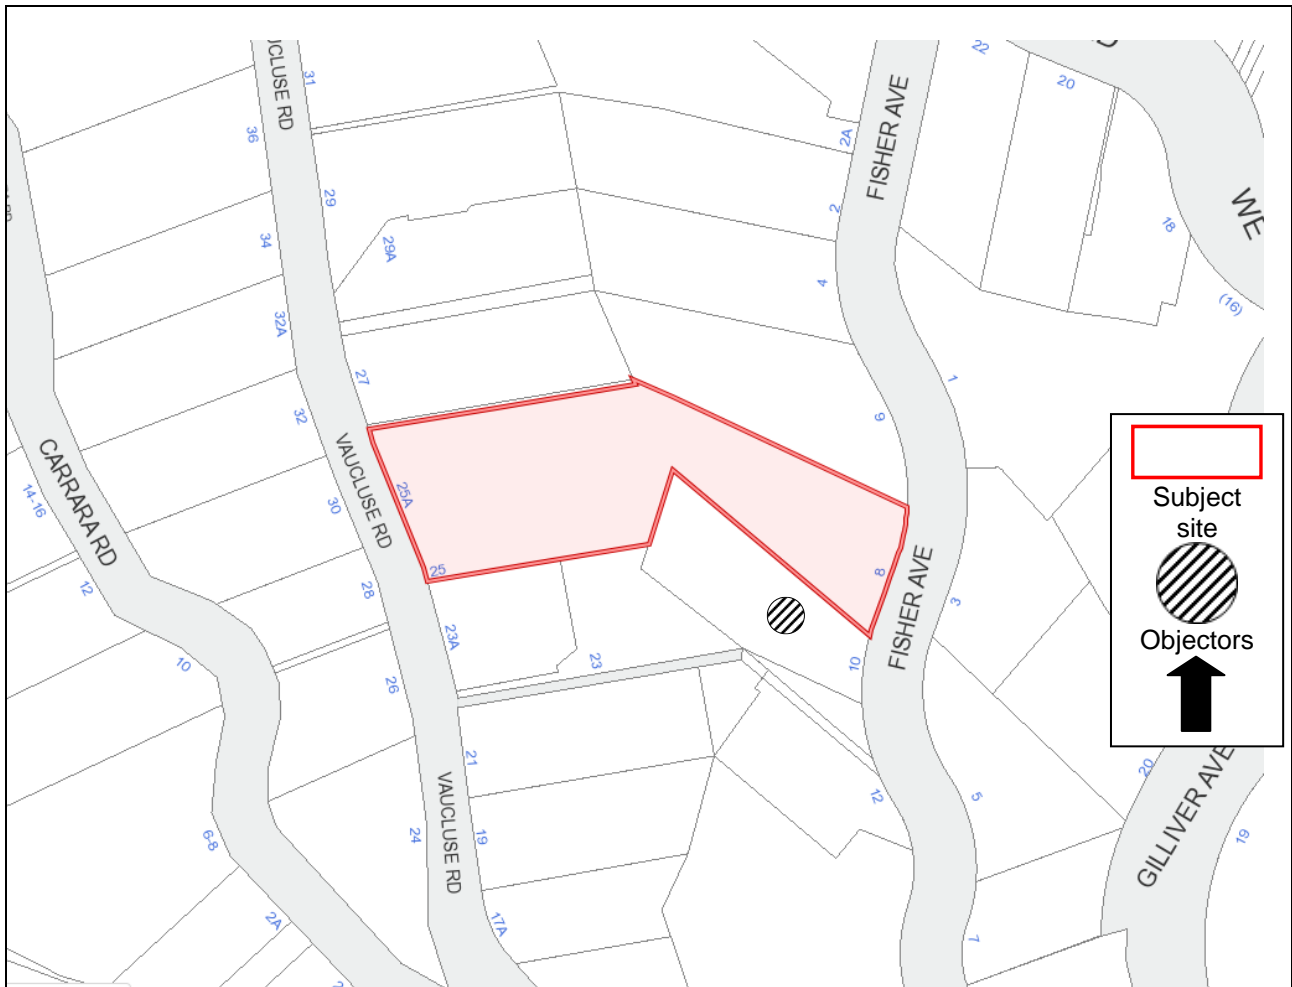 UCLUSE RD
31
36
29
34
29A
32A
27
32
VAUCLUSE RD
25A
30
25
28
23A
23
26
21
VAUCLUSE RD
24
19
17A
CARRARA RD
14-16
12
10
6-8
2A
FISHER AVE
2A
2
4
9
1
8
FISHER AVE
3
10
12
5
7
22
20
18
(16)
WE
20
GILLIVER AVE
19
Subject
site
Objectors